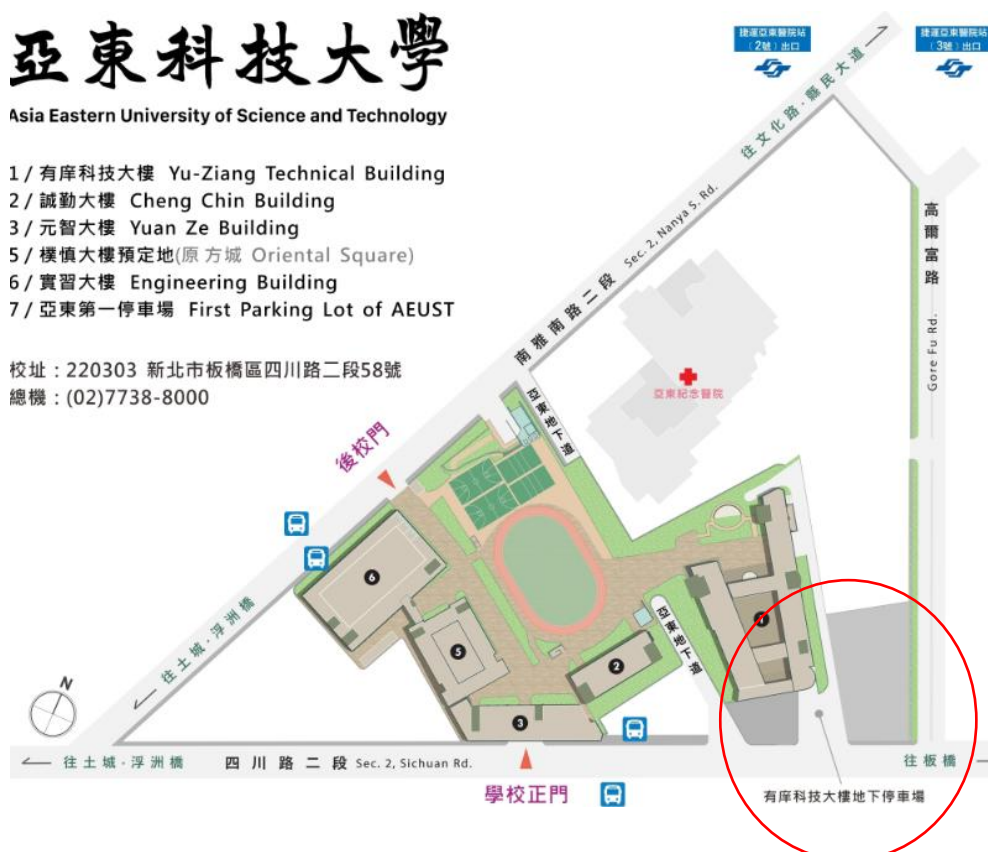 亞東科技大學
Asia Eastern University of Science and Technology
1 / 有庠科技大樓 Yu-Ziang Technical Building
2 / 誠勤大樓 Cheng Chin Building
3 / 元智大樓 Yuan Ze Building
5 / 樸慎大樓預定地(原 方城 Oriental Square)
6 / 實習大樓 Engineering Building
7 / 亞東第一停車場 First Parking Lot of AEUST
校址：220303 新北市板橋區四川路二段58號
總機：(02)7738-8000
捷運亞東醫院站
（2號）出口
捷運亞東醫院站
（3號）出口
往文化路・縣民大道
南雅南路二段 Sec. 2, Nanya S. Rd.
高爾富路 Gore Fu Rd.
亞東紀念醫院
亞東地下道
後校門
6
5
2
3
1
亞東地下道
往土城・浮洲橋
N
往土城・浮洲橋
四川路二段 Sec. 2, Sichuan Rd.
往板橋
學校正門
有庠科技大樓地下停車場